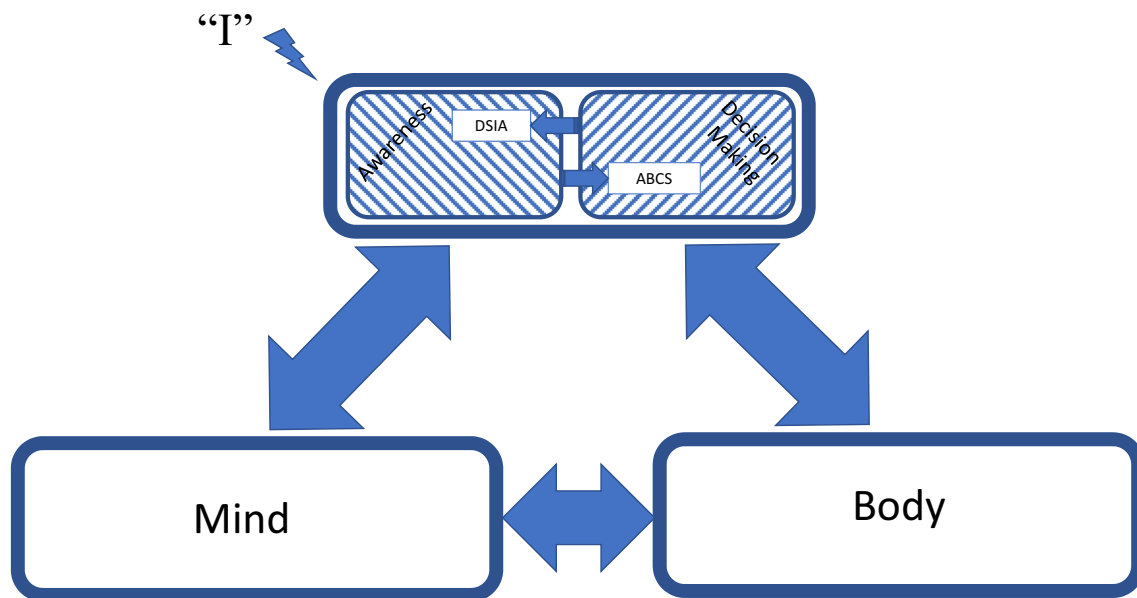 “I”
Awareness
DSIA
Decision
Making
ABCS
Mind
Body